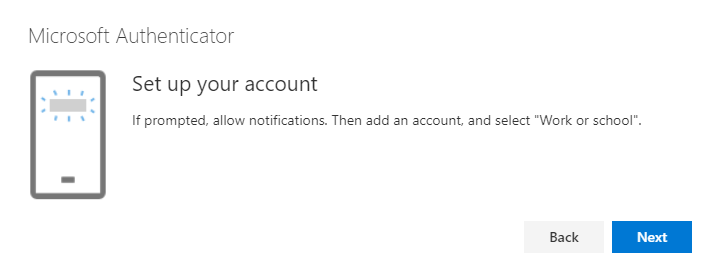 Microsoft Authenticator
Set up your account
If prompted, allow notifications. Then add an account, and select "Work or school".
Back
Next